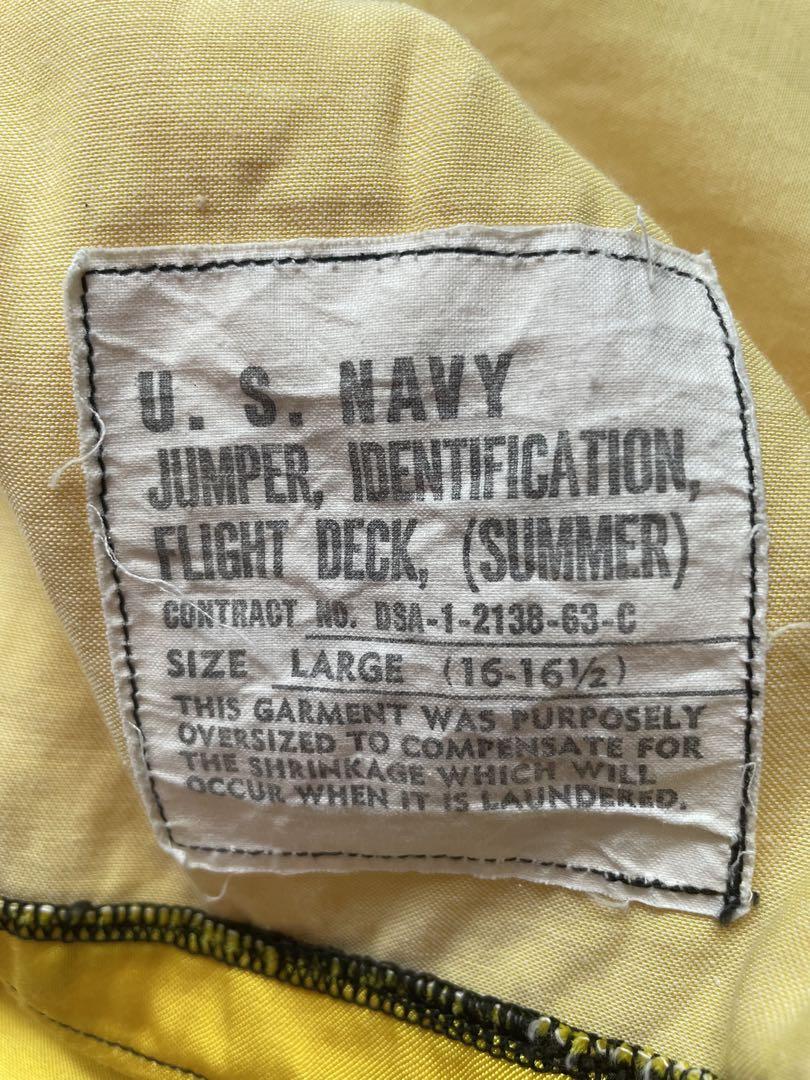 U. S. NAVY
JUMPER, IDENTIFICATION,
FLIGHT DECK, (SUMMER)
CONTRACT NO. DSA-1-2138-63-C
SIZE LARGE (16-16½)
THIS GARMENT WAS PURPOSELY
OVERSIZED TO COMPENSATE FOR
THE SHRINKAGE WHICH WILL
OCCUR WHEN IT IS LAUNDERED.